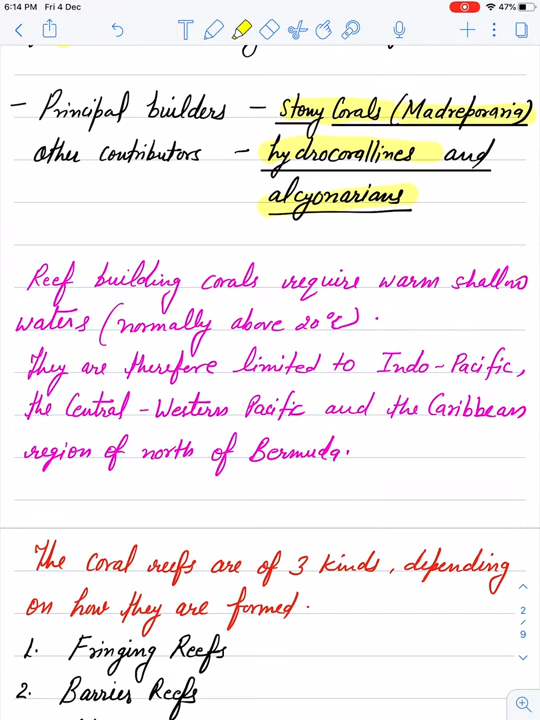 6:14 PM Fri 4 Dec
47%
- Principal builders - Stony Corals (Madreporaria)
other contributors - hydrocorallines and
alcyonarians
Reef building corals require warm shallow
waters (normally above 20°C).
They are therefore limited to Indo-Pacific,
the Central-Western Pacific and the Caribbean
region of north of Bermuda.
The coral reefs are of 3 kinds, depending
on how they are formed.
1. Fringing Reefs
2. Barrier Reefs
2/9